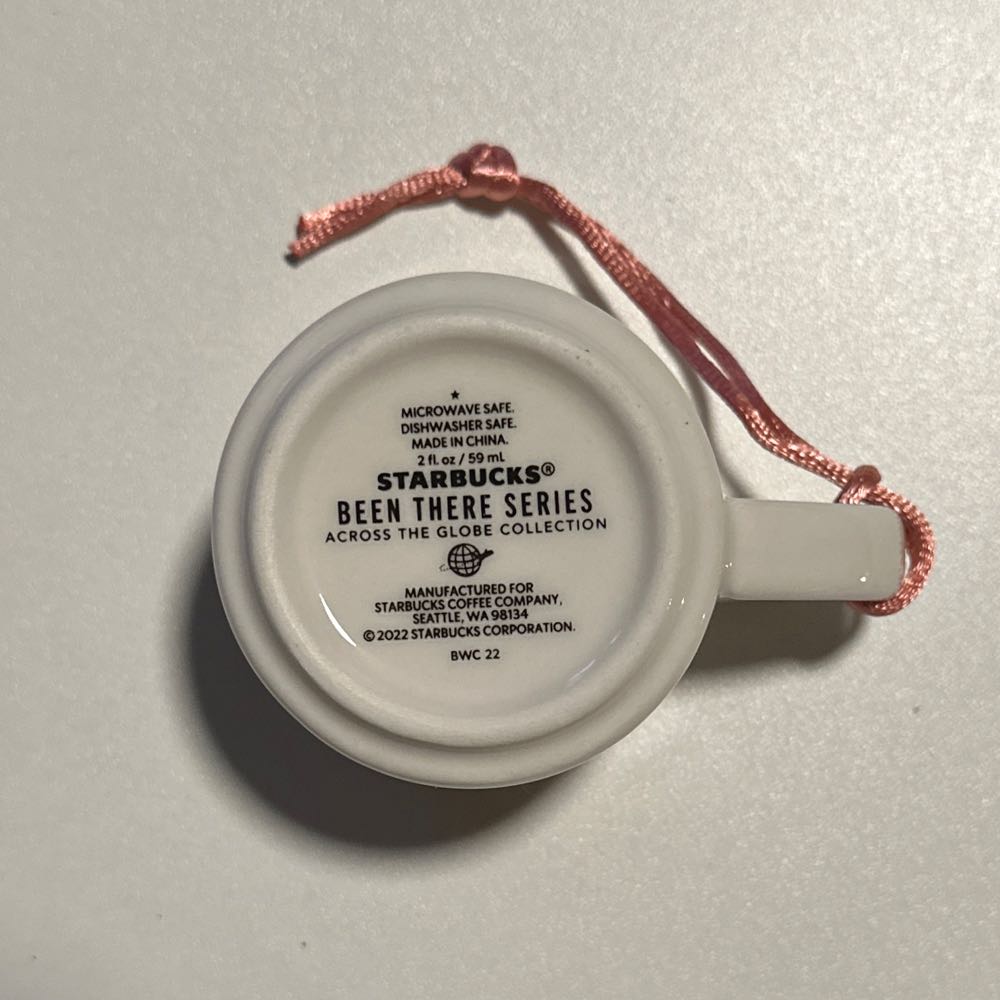 MICROWAVE SAFE.
DISHWASHER SAFE.
MADE IN CHINA.
2 fl. oz / 59 mL
STARBUCKS®
BEEN THERE SERIES
ACROSS THE GLOBE COLLECTION
MANUFACTURED FOR
STARBUCKS COFFEE COMPANY,
SEATTLE, WA 98134
© 2022 STARBUCKS CORPORATION.
BWC 22